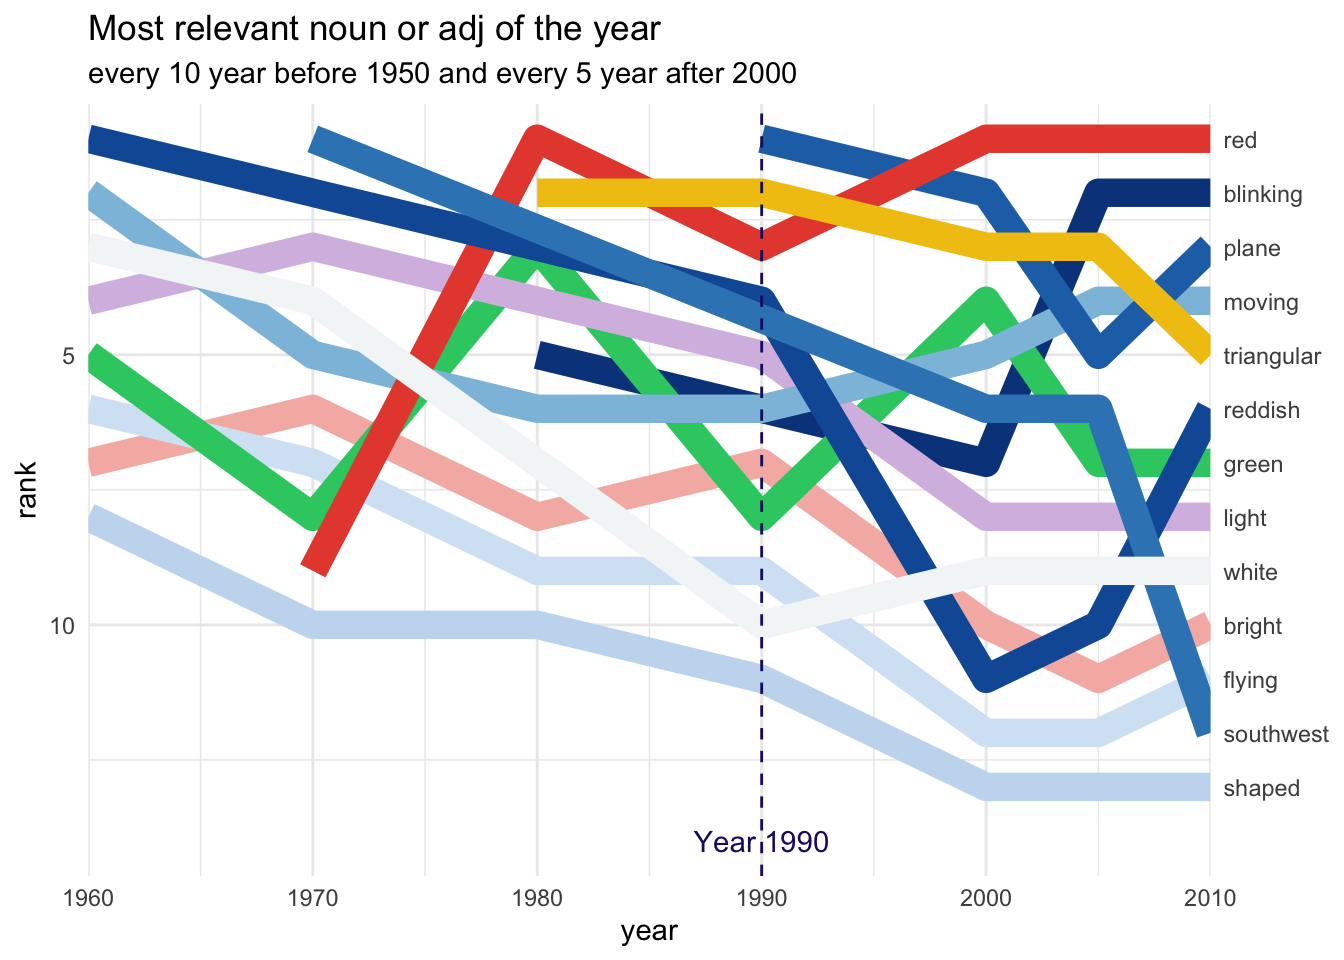 Most relevant noun or adj of the year
every 10 year before 1950 and every 5 year after 2000
red
blinking
plane
moving
triangular
reddish
green
light
white
bright
flying
southwest
shaped
5
10
rank
Year 1990
1960 1970 1980 1990 2000 2010
year